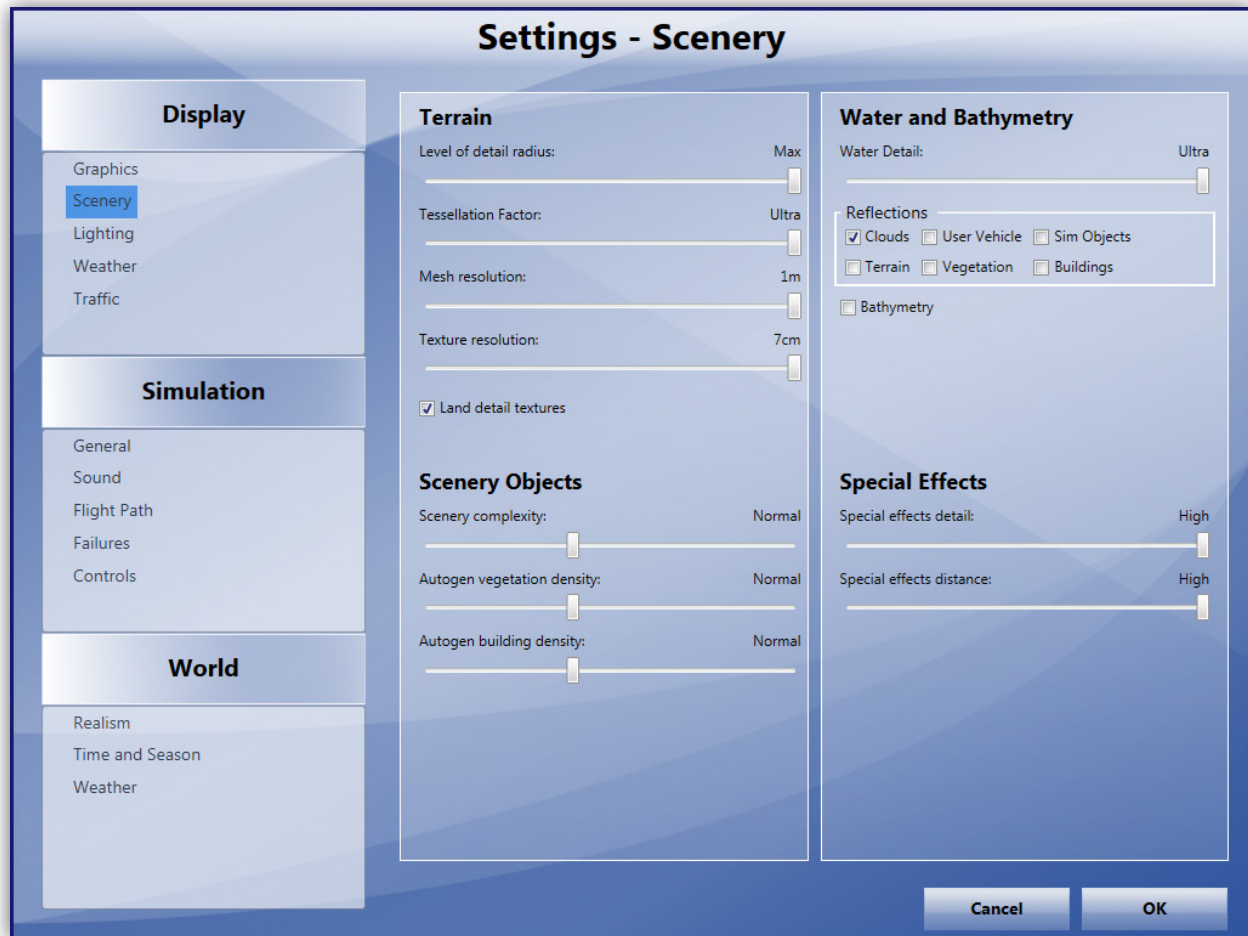 Settings - Scenery
Display
Graphics
Scenery
Lighting
Weather
Traffic
Simulation
General
Sound
Flight Path
Failures
Controls
World
Realism
Time and Season
Weather
Terrain
Level of detail radius: Max
Tessellation Factor: Ultra
Mesh resolution: 1m
Texture resolution: 7cm
Land detail textures
Scenery Objects
Scenery complexity: Normal
Autogen vegetation density: Normal
Autogen building density: Normal
Water and Bathymetry
Water Detail: Ultra
Reflections
Clouds User Vehicle Sim Objects
Terrain Vegetation Buildings
Bathymetry
Special Effects
Special effects detail: High
Special effects distance: High
Cancel OK